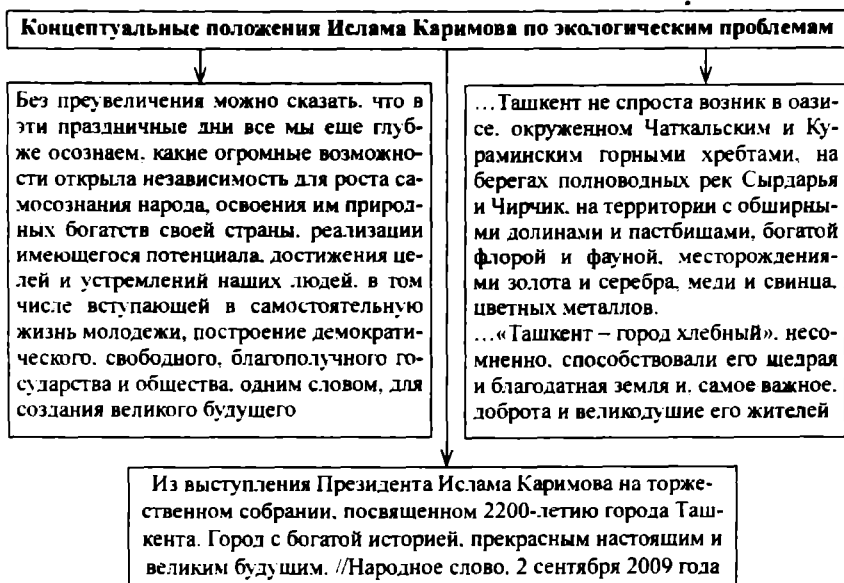 Концептуальные положения Ислама Каримова по экологическим проблемам
Без преувеличения можно сказать, что в
эти праздничные дни все мы еще глуб-
же осознаем, какие огромные возможно-
сти открыла независимость для роста са-
мосознания народа, освоения им природ-
ных богатств своей страны, реализации
имеющегося потенциала, достижения це-
лей и устремлений наших людей, в том
числе вступающей в самостоятельную
жизнь молодежи, построение демократи-
ческого, свободного, благополучного го-
сударства и общества, одним словом, для
создания великого будущего
…Ташкент не спроста возник в оази-
се, окруженном Чаткальским и Ку-
раминским горными хребтами, на
берегах полноводных рек Сырдарья
и Чирчик, на территории с обширны-
ми долинами и пастбишами, богатой
флорой и фауной, месторождения-
ми золота и серебра, меди и свинца,
цветных металлов.
…«Ташкент – город хлебный», несо-
мненно, способствовали его щедрая
и благодатная земля и, самое важное,
доброта и великодушие его жителей
Из выступления Президента Ислама Каримова на торже-
ственном собрании, посвященном 2200-летию города Таш-
кента. Город с богатой историей, прекрасным настоящим и
великим будущим. //Народное слово, 2 сентября 2009 года